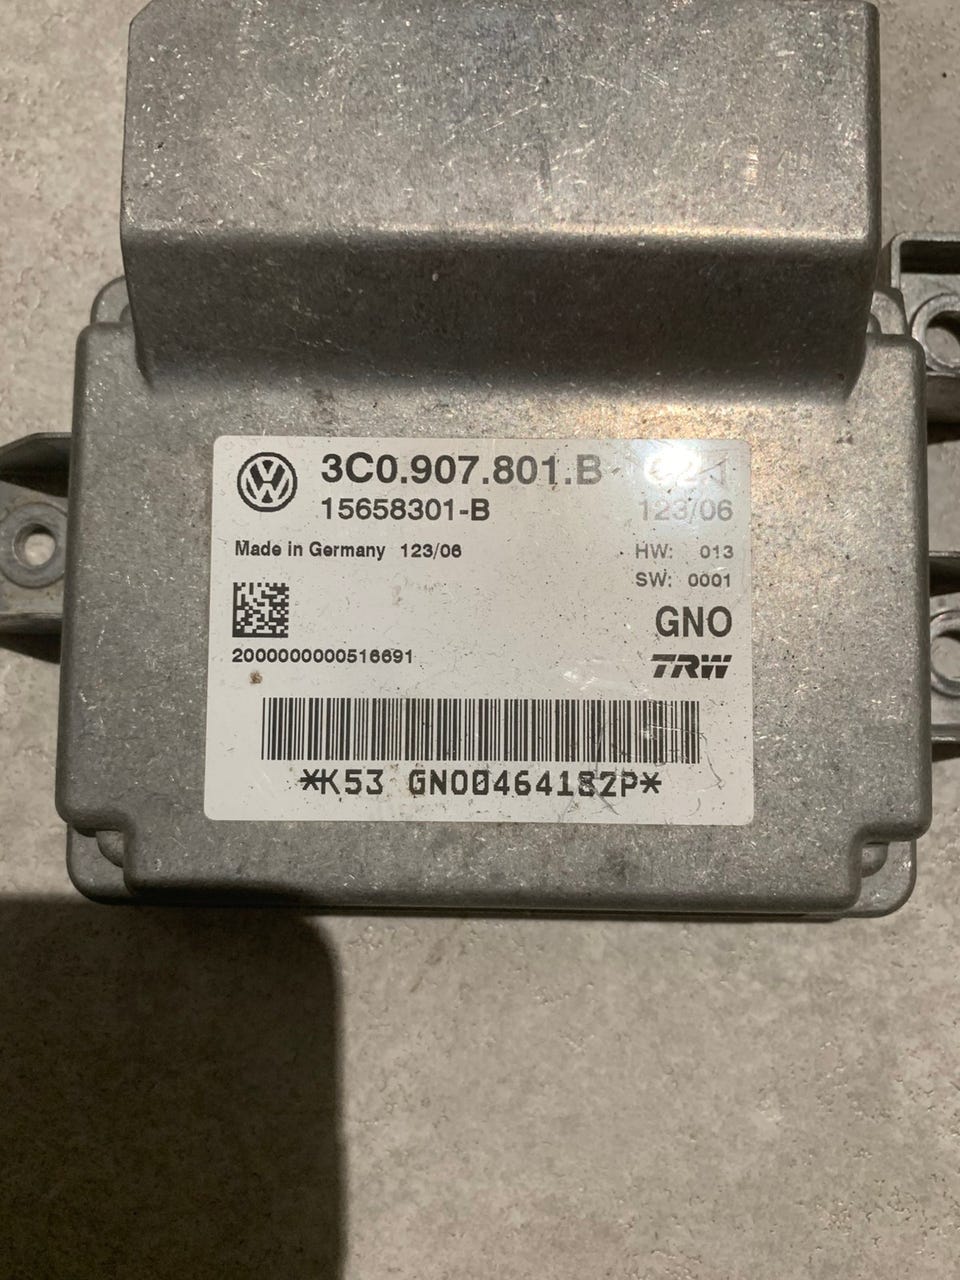 3C0.907.801.B
15658301-B 123/06
Made in Germany 123/06
HW: 013
SW: 0001
GNO
TRW
2000000000516691
*K53 GNO0464182P*